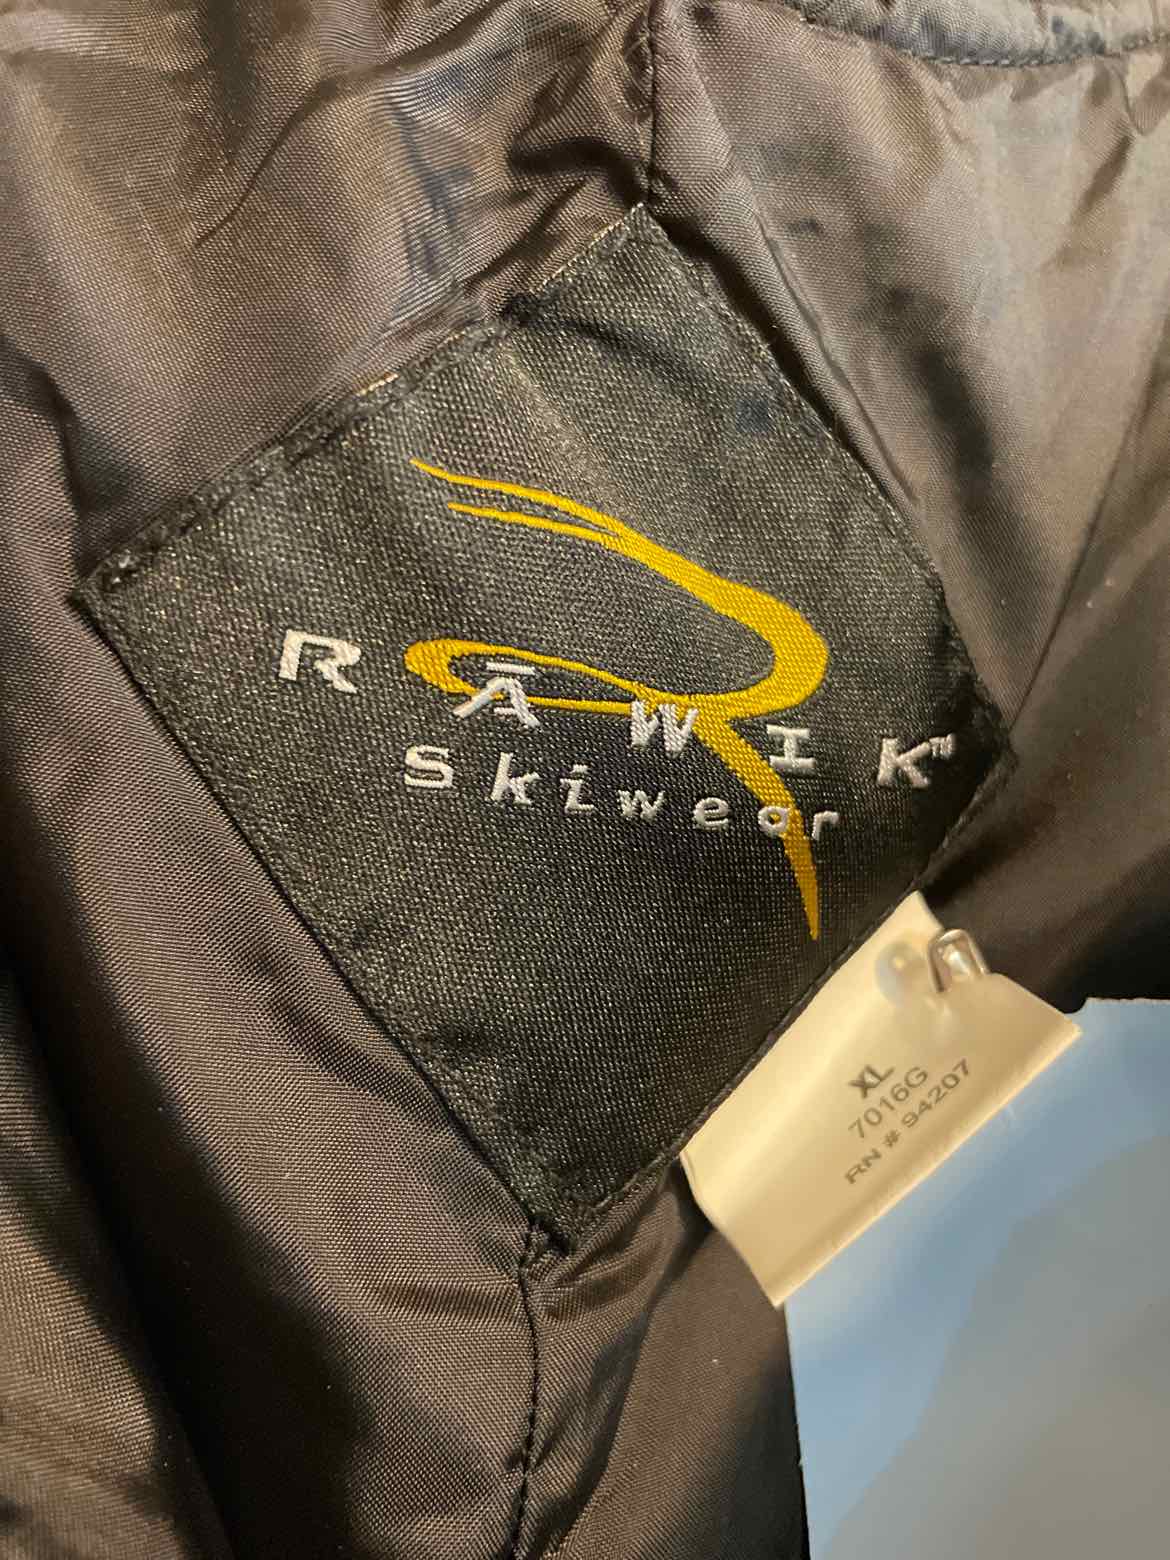 RĀWIK™
Skiwear
XL
7016G
RN # 94207